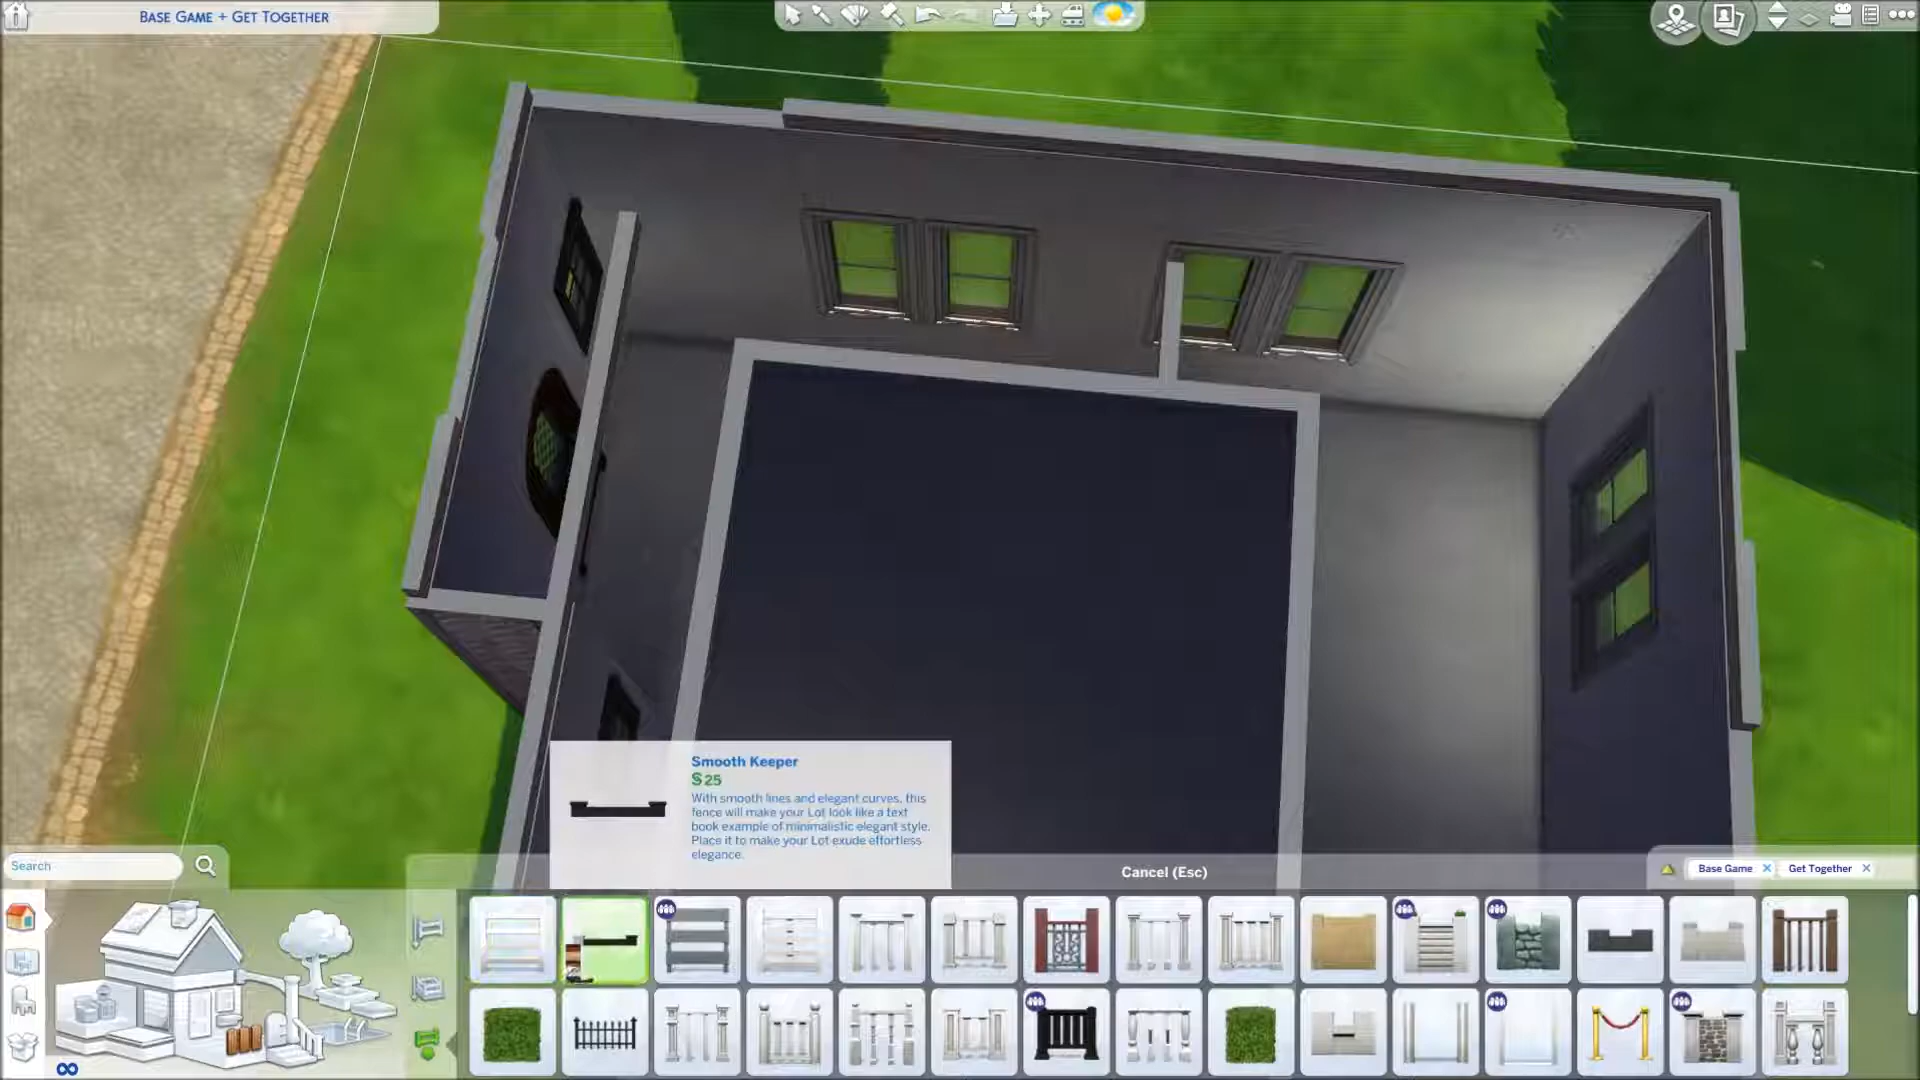 BASE GAME + GET TOGETHER
Smooth Keeper
$25
With smooth lines and elegant curves, this
fence will make your Lot look like a text
book example of minimalistic elegant style.
Place it to make your Lot exude effortless
elegance.
Search
Cancel (Esc)
Base Game
Get Together